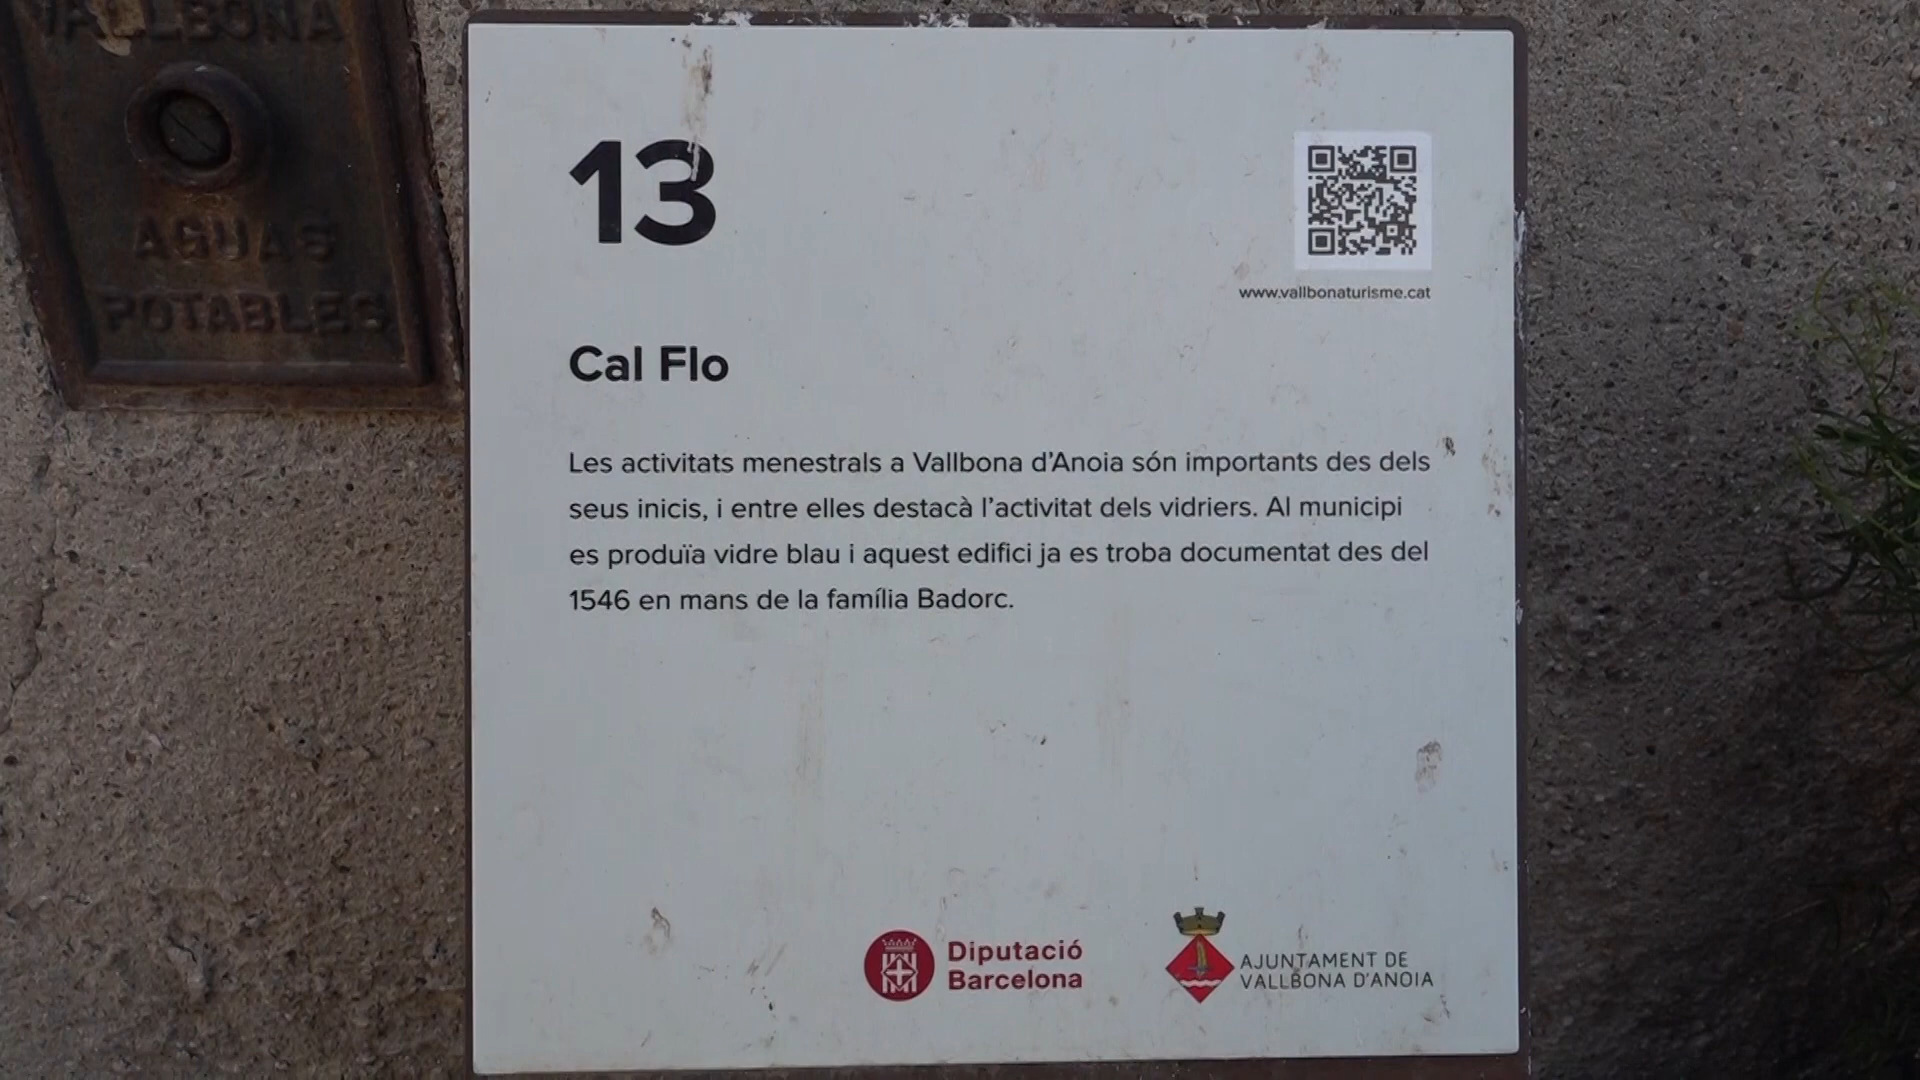 VALLBONA
AGUAS
POTABLES
13
www.vallbonaturisme.cat
Cal Flo
Les activitats menestrals a Vallbona d'Anoia són importants des dels
seus inicis, i entre elles destacà l'activitat dels vidriers. Al municipi
es produïa vidre blau i aquest edifici ja es troba documentat des del
1546 en mans de la família Badorc.
Diputació
Barcelona
AJUNTAMENT DE
VALLBONA D'ANOIA